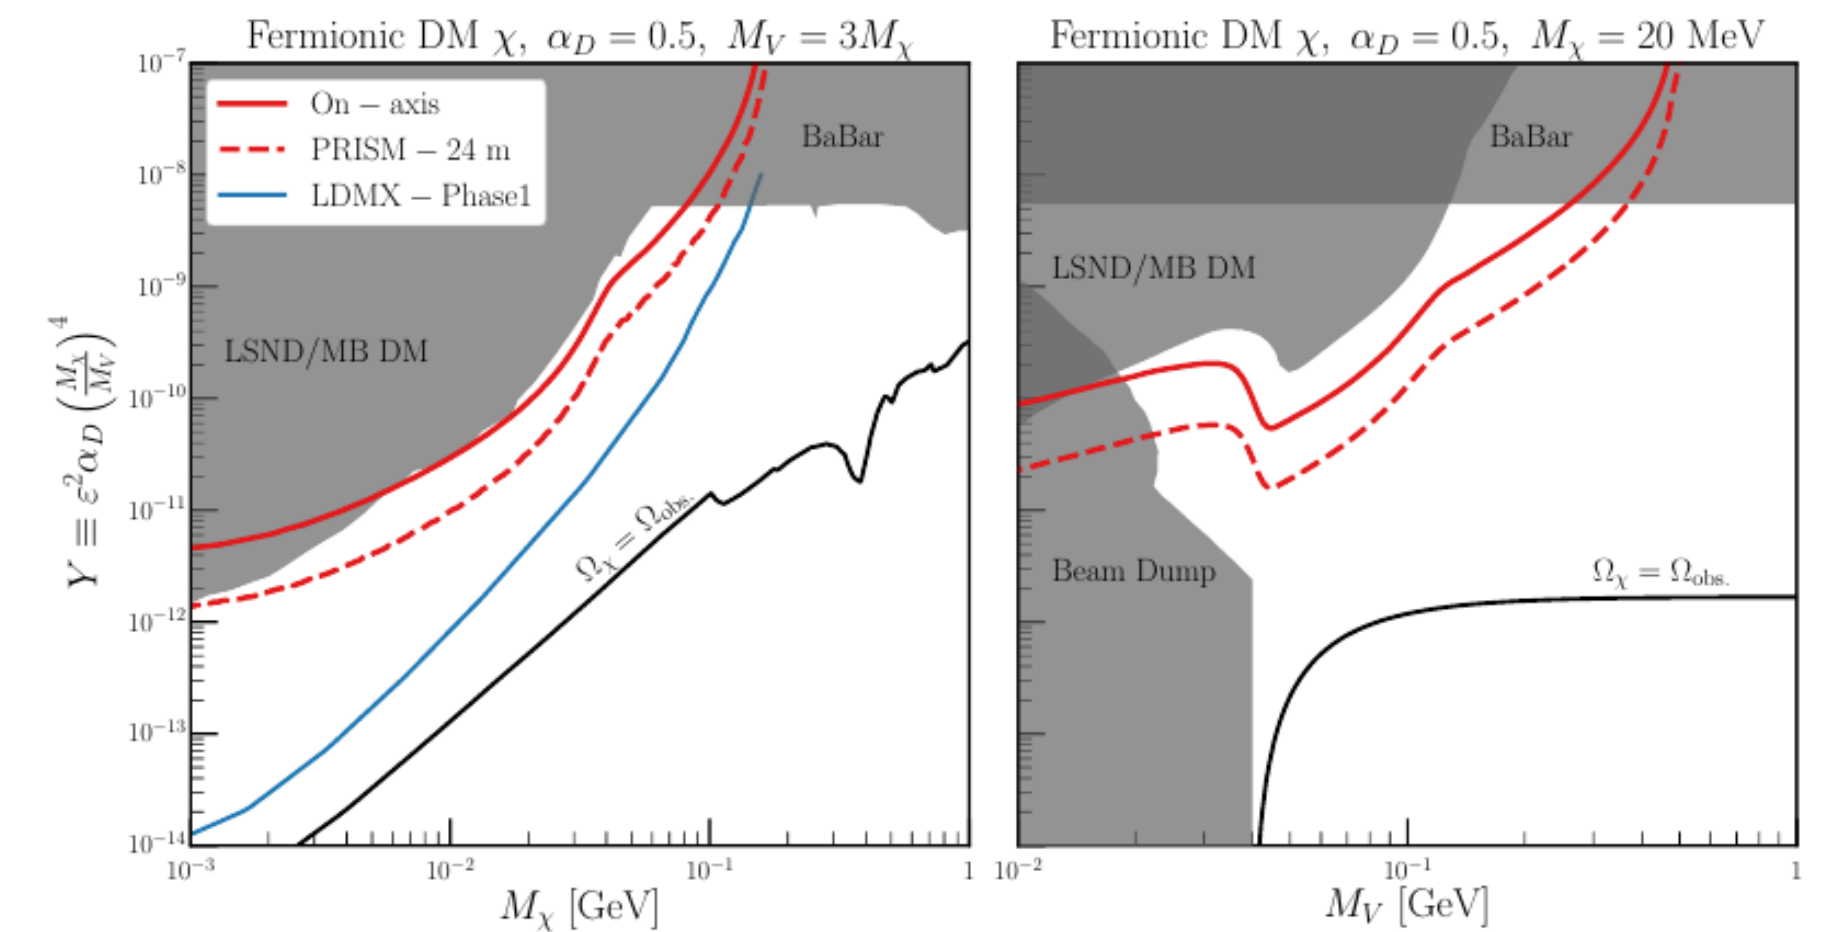 Fermionic DM χ, α_D = 0.5, M_V = 3M_χ
Fermionic DM χ, α_D = 0.5, M_χ = 20 MeV
On – axis
PRISM – 24 m
LDMX – Phase1
BaBar
LSND/MB DM
Ω_χ = Ω_obs.
Y ≡ ε²α_D (M_χ/M_V)⁴
10⁻⁷
10⁻⁸
10⁻⁹
10⁻¹⁰
10⁻¹¹
10⁻¹²
10⁻¹³
10⁻¹⁴
10⁻³ 10⁻² 10⁻¹ 1
M_χ [GeV]
BaBar
LSND/MB DM
Beam Dump
Ω_χ = Ω_obs.
10⁻² 10⁻¹ 1
M_V [GeV]